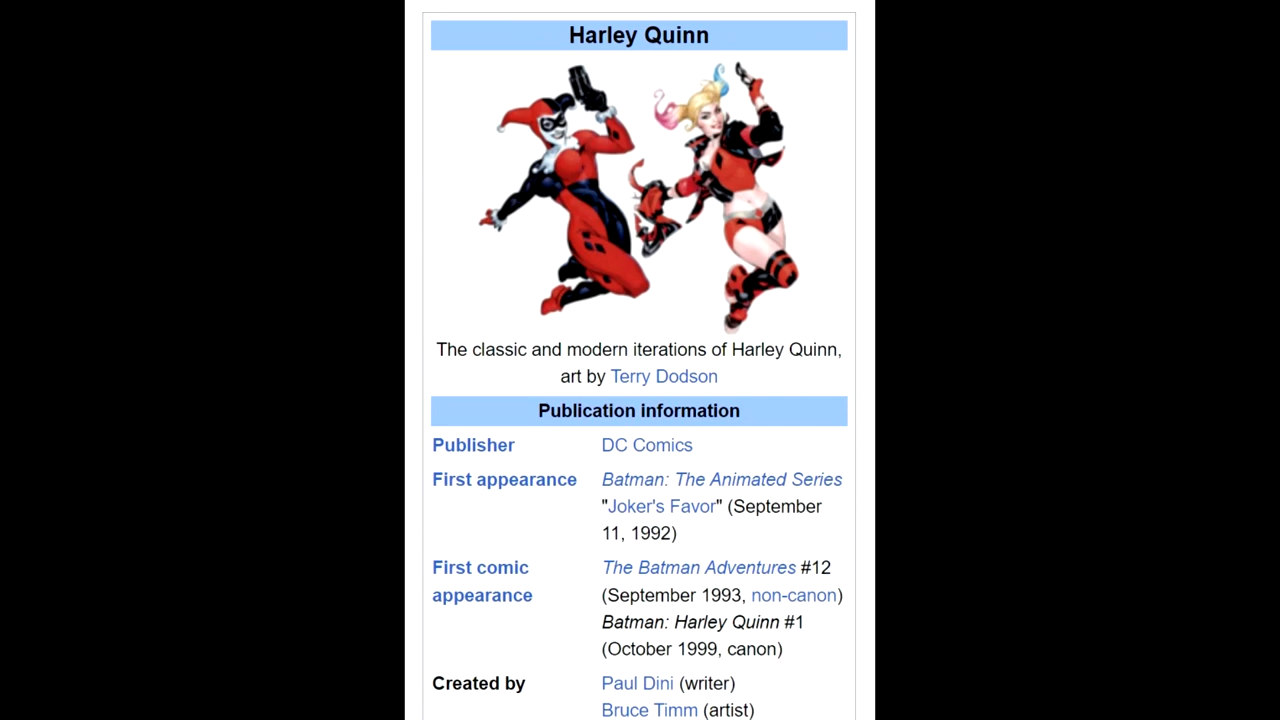 Harley Quinn
The classic and modern iterations of Harley Quinn,
art by Terry Dodson
Publication information
Publisher DC Comics
First appearance Batman: The Animated Series
"Joker's Favor" (September
11, 1992)
First comic The Batman Adventures #12
appearance (September 1993, non-canon)
Batman: Harley Quinn #1
(October 1999, canon)
Created by Paul Dini (writer)
Bruce Timm (artist)